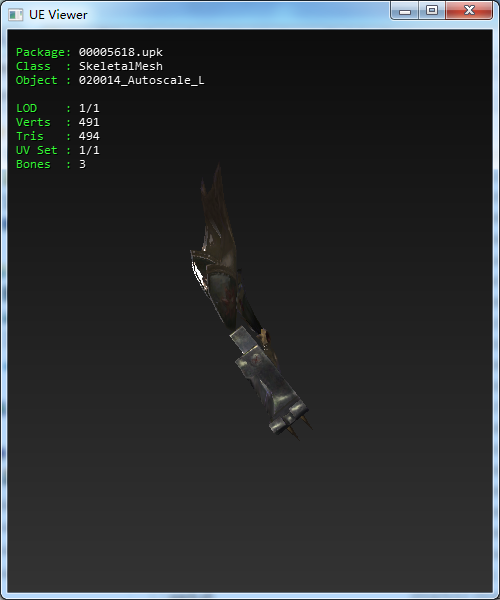 UE Viewer
Package: 00005618.upk
Class : SkeletalMesh
Object : 020014_Autoscale_L
LOD : 1/1
Verts : 491
Tris : 494
UV Set : 1/1
Bones : 3